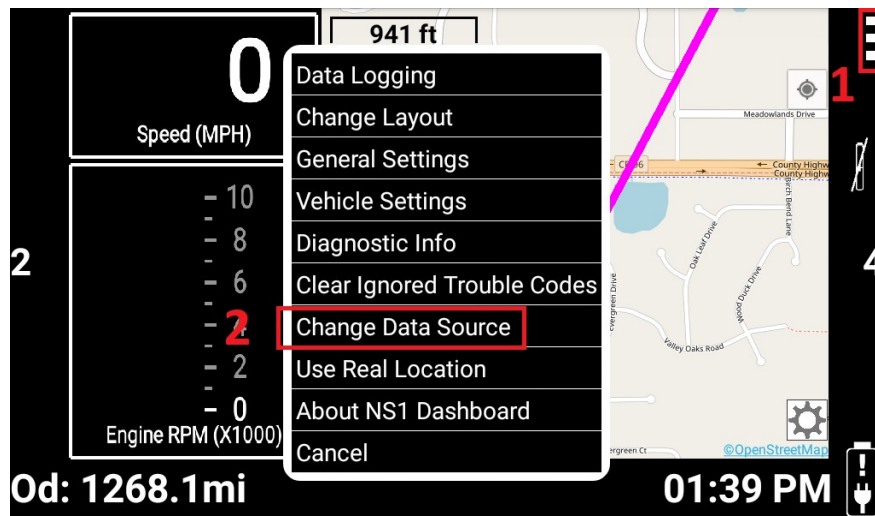 941 ft
0
Speed (MPH)
1
Data Logging
Change Layout
General Settings
Vehicle Settings
Diagnostic Info
Clear Ignored Trouble Codes
Change Data Source
Use Real Location
About NS1 Dashboard
Cancel
2
10
8
6
4
2
2
0
Engine RPM (X1000)
Meadowlands Drive
County Highw
County Highw
Birch Bend Lane
Oak Leaf Drive
Wood Duck Drive
Evergreen Drive
Valley Oaks Road
ergreen Ct
©OpenStreetMap
4
Od: 1268.1mi
01:39 PM